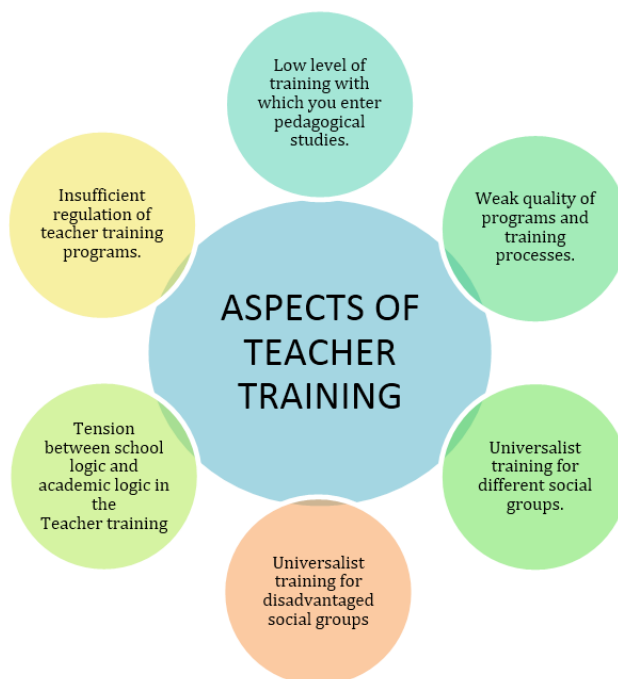 Low level of
training with
which you enter
pedagogical
studies.
Weak quality of
programs and
training
processes.
Universalist
training for
different social
groups.
Universalist
training for
disadvantaged
social groups
Tension
between school
logic and
academic logic in
the
Teacher training
Insufficient
regulation of
teacher training
programs.
ASPECTS OF
TEACHER
TRAINING